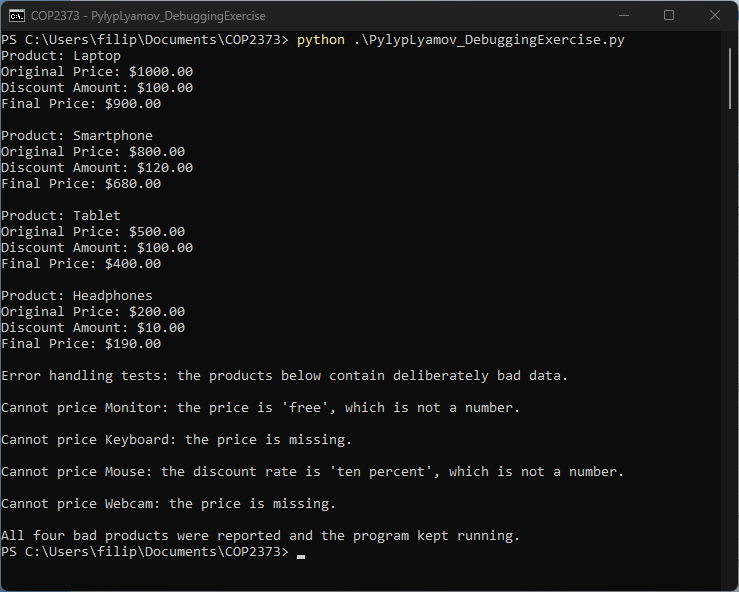 COP2373 - PylypLyamov_DebuggingExercise
PS C:\Users\filip\Documents\COP2373> python .\PylypLyamov_DebuggingExercise.py
Product: Laptop
Original Price: $1000.00
Discount Amount: $100.00
Final Price: $900.00
Product: Smartphone
Original Price: $800.00
Discount Amount: $120.00
Final Price: $680.00
Product: Tablet
Original Price: $500.00
Discount Amount: $100.00
Final Price: $400.00
Product: Headphones
Original Price: $200.00
Discount Amount: $10.00
Final Price: $190.00
Error handling tests: the products below contain deliberately bad data.
Cannot price Monitor: the price is 'free', which is not a number.
Cannot price Keyboard: the price is missing.
Cannot price Mouse: the discount rate is 'ten percent', which is not a number.
Cannot price Webcam: the price is missing.
All four bad products were reported and the program kept running.
PS C:\Users\filip\Documents\COP2373>